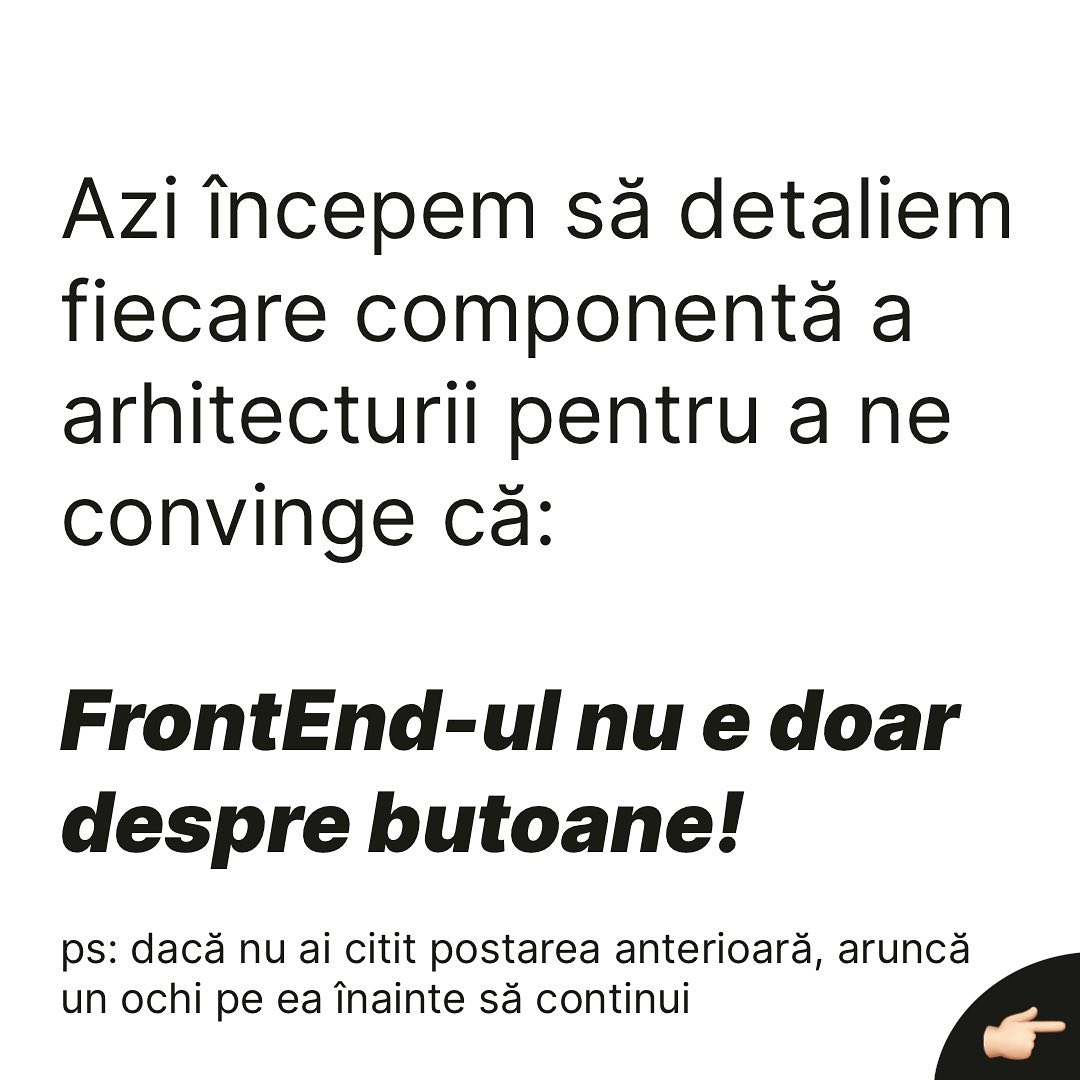 Azi începem să detaliem
fiecare componentă a
arhitecturii pentru a ne
convinge că:
FrontEnd-ul nu e doar
despre butoane!
ps: dacă nu ai citit postarea anterioară, aruncă
un ochi pe ea înainte să continui